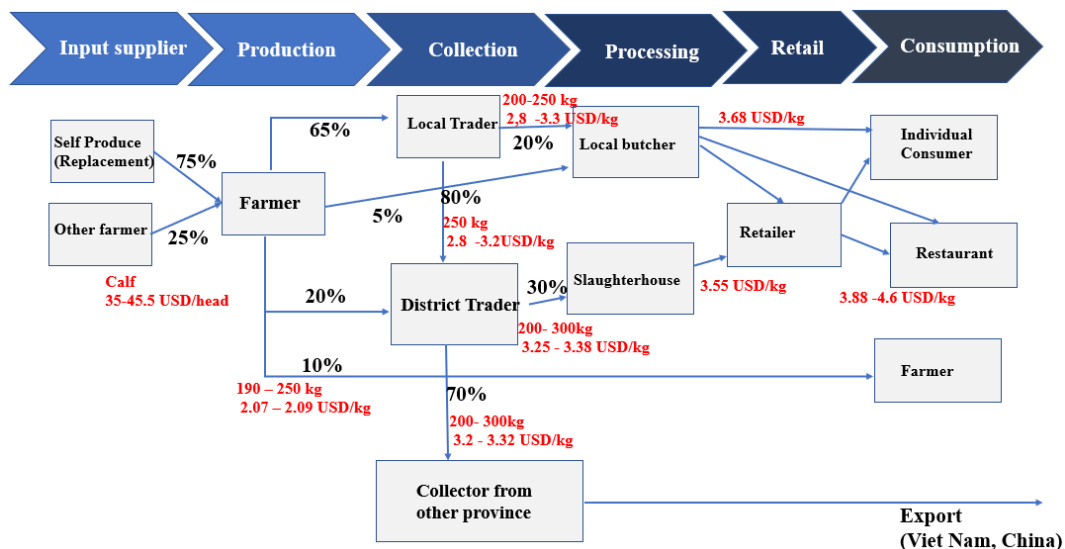 Input supplier
Production
Collection
Processing
Retail
Consumption
Self Produce
(Replacement)
75%
Other farmer
25%
Calf
35-45.5 USD/head
Farmer
65%
5%
20%
10%
190 – 250 kg
2.07 – 2.09 USD/kg
Local Trader
200-250 kg
2,8 -3.3 USD/kg
20%
80%
250 kg
2.8 -3.2USD/kg
District Trader
30%
200- 300kg
3.25 - 3.38 USD/kg
70%
200- 300kg
3.2 - 3.32 USD/kg
Collector from
other province
Local butcher
Slaughterhouse
3.68 USD/kg
3.55 USD/kg
Retailer
3.88 -4.6 USD/kg
Individual
Consumer
Restaurant
Farmer
Export
(Viet Nam, China)